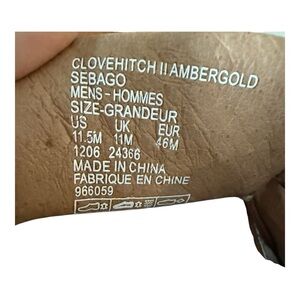 CLOVEHITCH II AMBERGOLD
SEBAGO
MENS-HOMMES
SIZE-GRANDEUR
US UK EUR
11.5M 11M 46M
1206 24366
MADE IN CHINA
FABRIQUE EN CHINE
966059